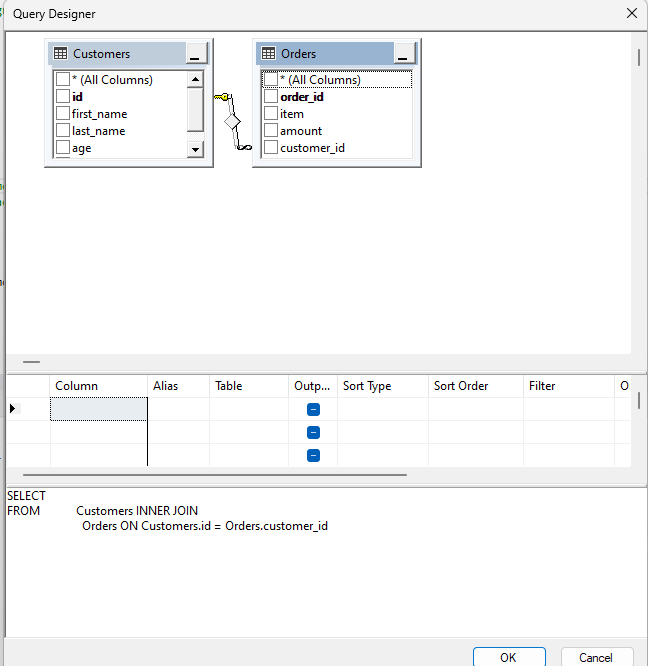 Query Designer
Customers
* (All Columns)
id
first_name
last_name
age
Orders
* (All Columns)
order_id
item
amount
customer_id
Column Alias Table Outp... Sort Type Sort Order Filter O
SELECT
FROM Customers INNER JOIN
Orders ON Customers.id = Orders.customer_id
OK Cancel